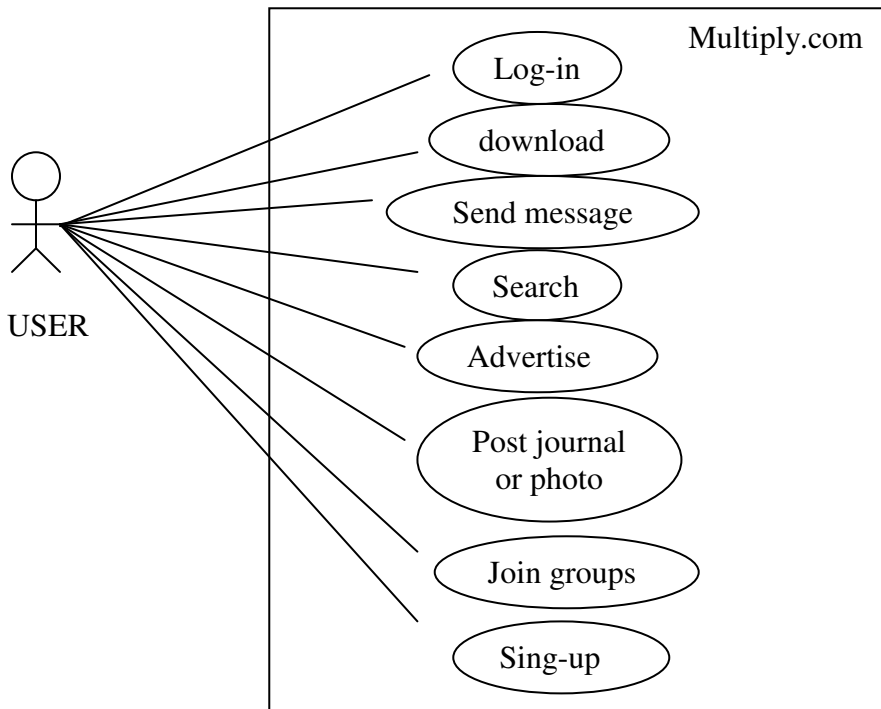 Multiply.com
Log-in
download
Send message
Search
USER
Advertise
Post journal
or photo
Join groups
Sing-up